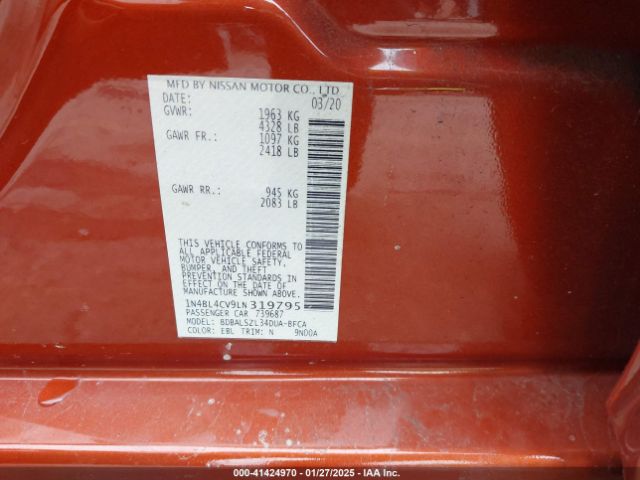 MFD BY NISSAN MOTOR CO., LTD
DATE: 03/20
GVWR: 1963 KG
4328 LB
GAWR FR.: 1097 KG
2418 LB
GAWR RR.: 945 KG
2083 LB
THIS VEHICLE CONFORMS TO
ALL APPLICABLE FEDERAL
MOTOR VEHICLE SAFETY,
BUMPER, AND THEFT
PREVENTION STANDARDS IN
EFFECT ON THE DATE OF
MANUFACTURE SHOWN ABOVE.
1N4BL4CV9LN319795
PASSENGER CAR 739687
MODEL: BDBALSZL34DUA-BFCA
COLOR: EBL TRIM: N 9N00A
00-41424970 - 01/27/2025 - IAA Inc.